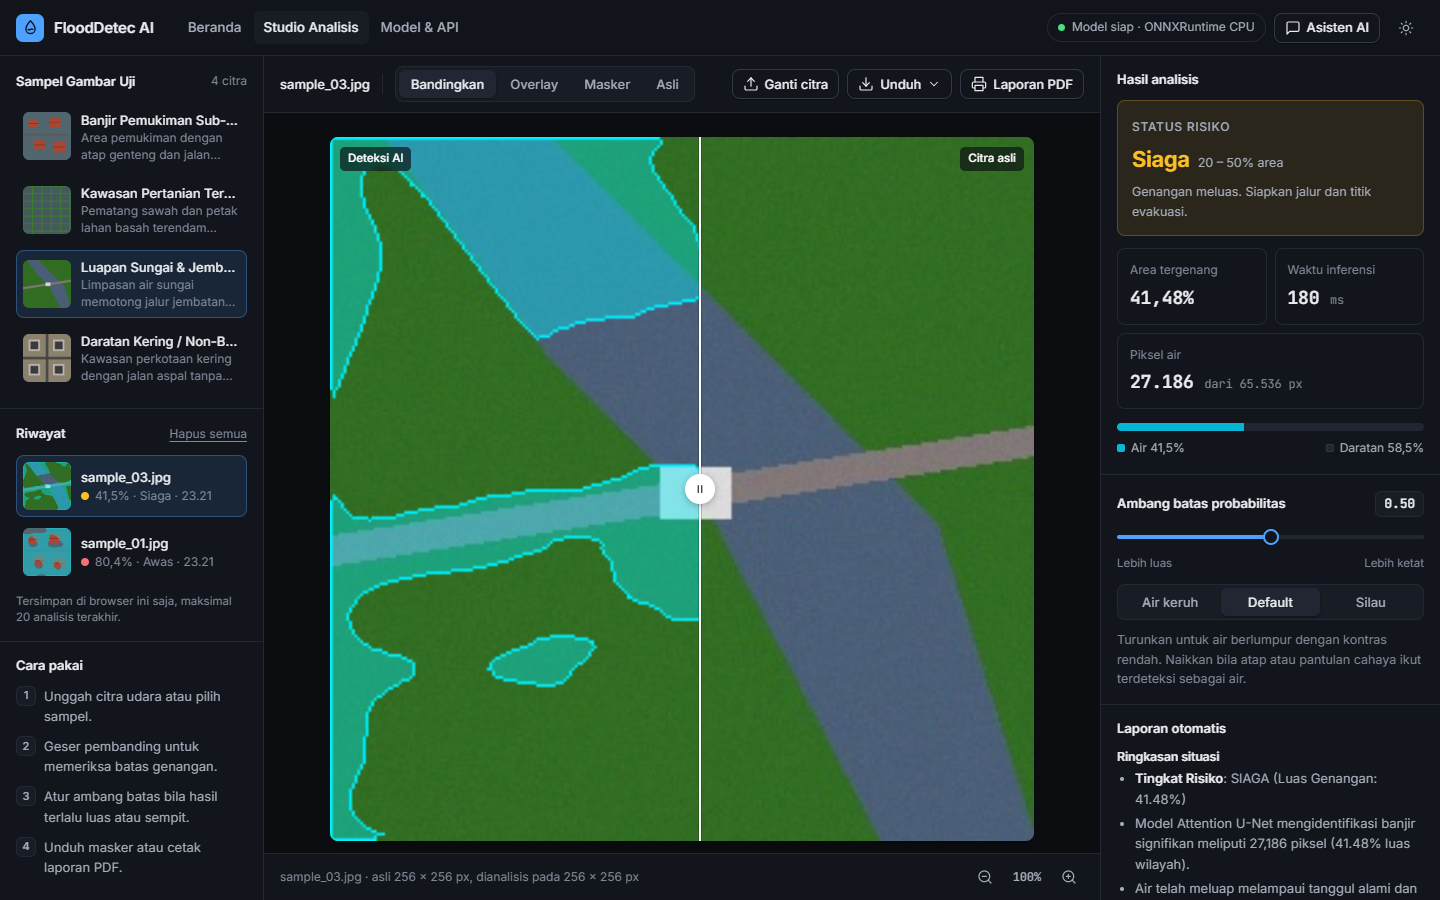 FloodDetec AI
Beranda
Studio Analisis
Model & API
Model siap · ONNXRuntime CPU
Asisten AI
Sampel Gambar Uji
4 citra
Banjir Pemukiman Sub-...
Area pemukiman dengan
atap genteng dan jalan...
Kawasan Pertanian Ter...
Pematang sawah dan petak
lahan basah terendam...
Luapan Sungai & Jemb...
Limpasan air sungai
memotong jalur jembatan...
Daratan Kering / Non-B...
Kawasan perkotaan kering
dengan jalan aspal tanpa...
Riwayat
Hapus semua
sample_03.jpg
41,5% · Siaga · 23.21
sample_01.jpg
80,4% · Awas · 23.21
Tersimpan di browser ini saja, maksimal
20 analisis terakhir.
Cara pakai
1 Unggah citra udara atau pilih
sampel.
2 Geser pembanding untuk
memeriksa batas genangan.
3 Atur ambang batas bila hasil
terlalu luas atau sempit.
4 Unduh masker atau cetak
laporan PDF.
sample_03.jpg
Bandingkan
Overlay
Masker
Asli
Ganti citra
Unduh
Laporan PDF
Deteksi AI
Citra asli
sample_03.jpg · asli 256 × 256 px, dianalisis pada 256 × 256 px
100%
Hasil analisis
STATUS RISIKO
Siaga 20 – 50% area
Genangan meluas. Siapkan jalur dan titik
evakuasi.
Area tergenang
41,48%
Waktu inferensi
180 ms
Piksel air
27.186 dari 65.536 px
Air 41,5%
Daratan 58,5%
Ambang batas probabilitas
0.50
Lebih luas
Lebih ketat
Air keruh
Default
Silau
Turunkan untuk air berlumpur dengan kontras
rendah. Naikkan bila atap atau pantulan cahaya ikut
terdeteksi sebagai air.
Laporan otomatis
Ringkasan situasi
• Tingkat Risiko: SIAGA (Luas Genangan:
41.48%)
• Model Attention U-Net mengidentifikasi banjir
signifikan meliputi 27,186 piksel (41.48% luas
wilayah).
• Air telah meluap melampaui tanggul alami dan